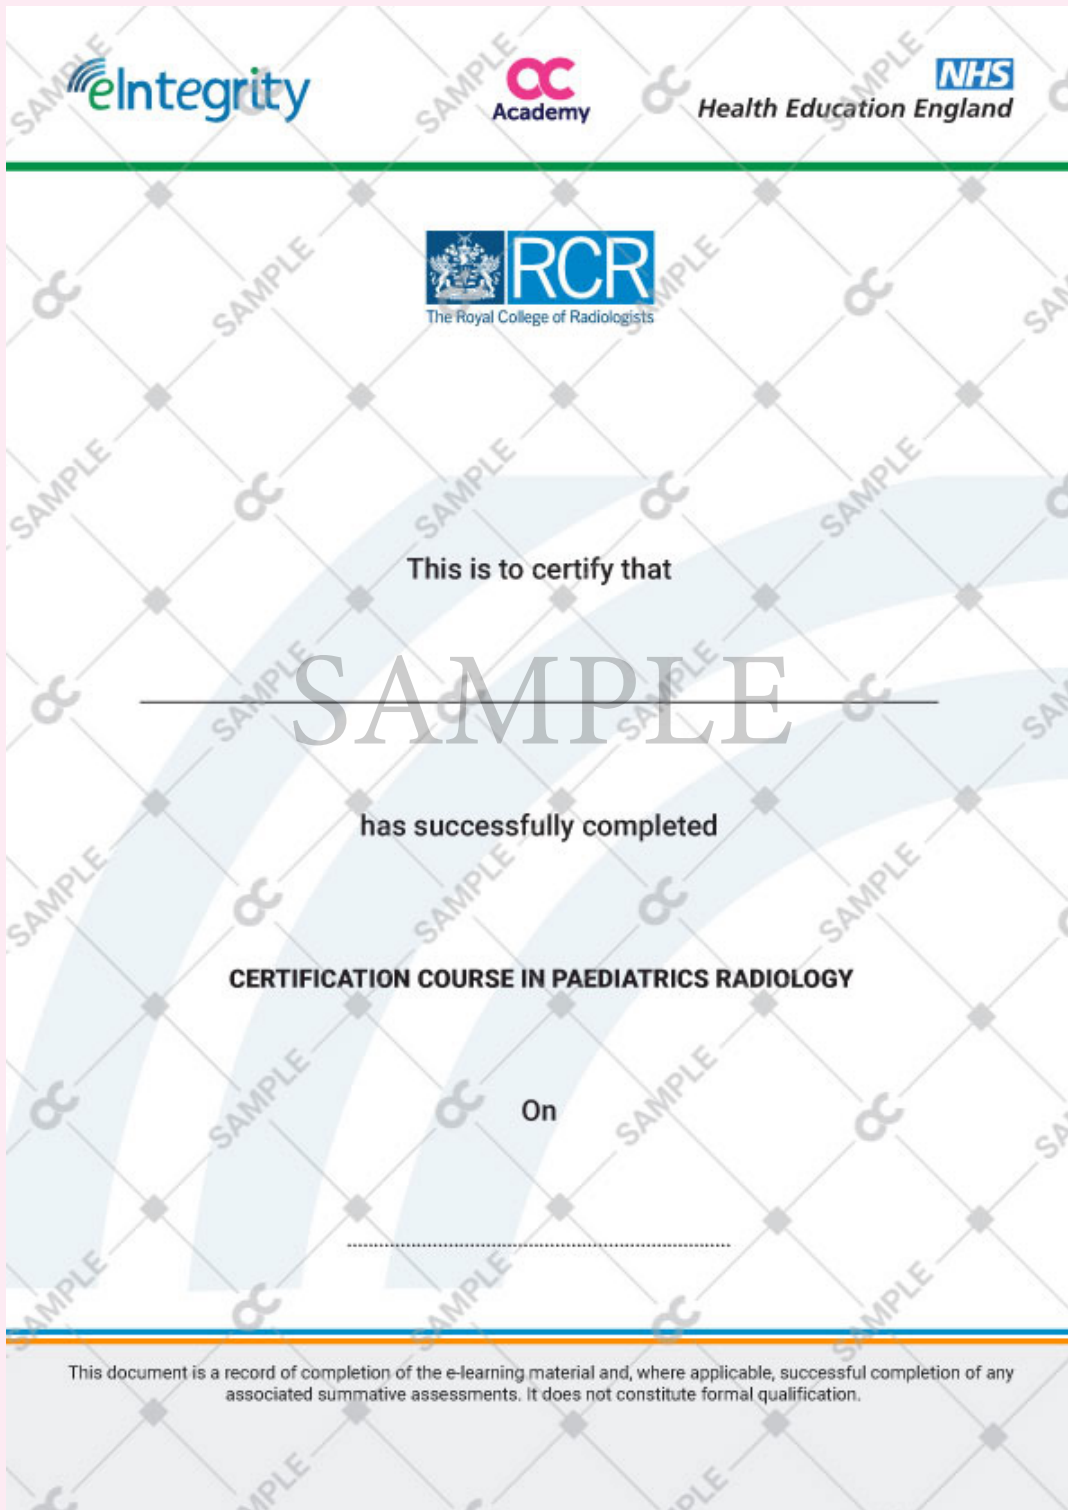 eIntegrity
OC
Academy
NHS
Health Education England
RCR
The Royal College of Radiologists
This is to certify that
SAMPLE
has successfully completed
CERTIFICATION COURSE IN PAEDIATRICS RADIOLOGY
On
This document is a record of completion of the e-learning material and, where applicable, successful completion of any
associated summative assessments. It does not constitute formal qualification.